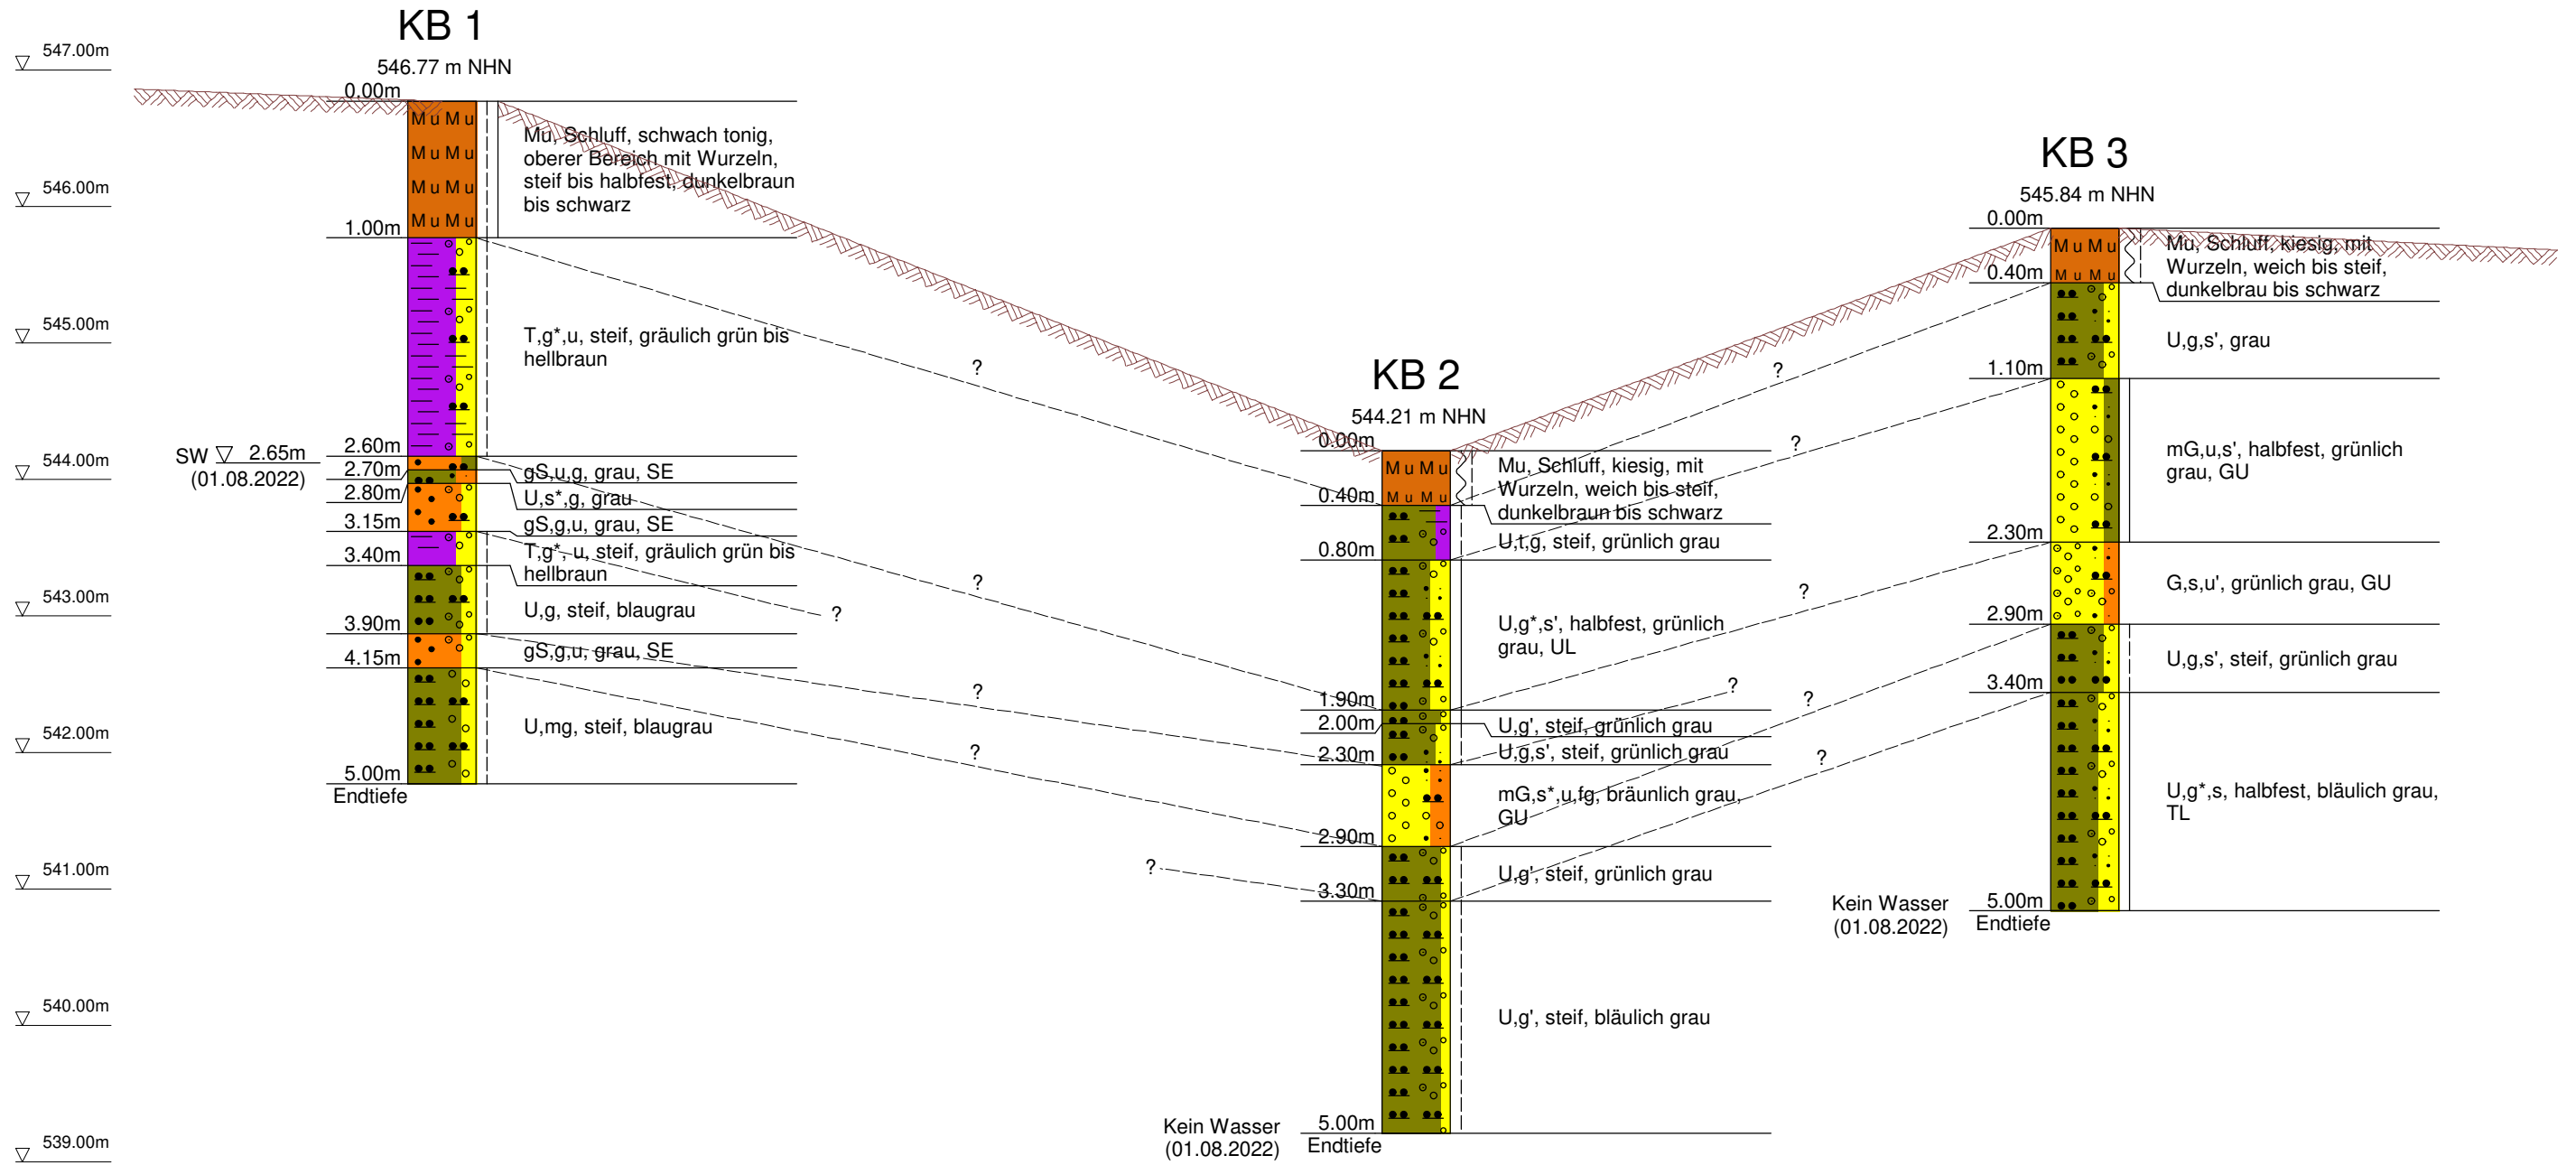 547.00m
546.00m
545.00m
544.00m
543.00m
542.00m
541.00m
540.00m
539.00m
KB 1
546.77 m NHN
0.00m
M u M u
M u M u
M u M u
M u M u
Mu, Schluff, schwach tonig,
oberer Bereich mit Wurzeln,
steif bis halbfest, dunkelbraun
bis schwarz
1.00m
T,g*,u, steif, gräulich grün bis
hellbraun
2.60m
SW 2.65m
(01.08.2022)
2.70m
gS,u,g, grau, SE
2.80m
U,s*,g, grau
3.15m
gS,g,u, grau, SE
3.40m
T,g*, u, steif, gräulich grün bis
hellbraun
U,g, steif, blaugrau
3.90m
gS,g,u, grau, SE
4.15m
U,mg, steif, blaugrau
5.00m
Endtiefe
?
?
?
?
?
?
KB 2
544.21 m NHN
0.00m
M u M u
M u M u
Mu, Schluff, kiesig, mit
Wurzeln, weich bis steif,
dunkelbraun bis schwarz
0.40m
U,t,g, steif, grünlich grau
0.80m
U,g*,s', halbfest, grünlich
grau, UL
1.90m
2.00m
U,g', steif, grünlich grau
2.30m
U,g,s', steif, grünlich grau
mG,s*,u,fg, bräunlich grau,
GU
2.90m
U,g', steif, grünlich grau
3.30m
U,g', steif, bläulich grau
Kein Wasser
(01.08.2022)
5.00m
Endtiefe
?
?
?
?
?
?
KB 3
545.84 m NHN
0.00m
M u M u
M u M u
Mu, Schluff, kiesig, mit
Wurzeln, weich bis steif,
dunkelbrau bis schwarz
0.40m
U,g,s', grau
1.10m
mG,u,s', halbfest, grünlich
grau, GU
2.30m
G,s,u', grünlich grau, GU
2.90m
U,g,s', steif, grünlich grau
3.40m
U,g*,s, halbfest, bläulich grau,
TL
Kein Wasser
(01.08.2022)
5.00m
Endtiefe